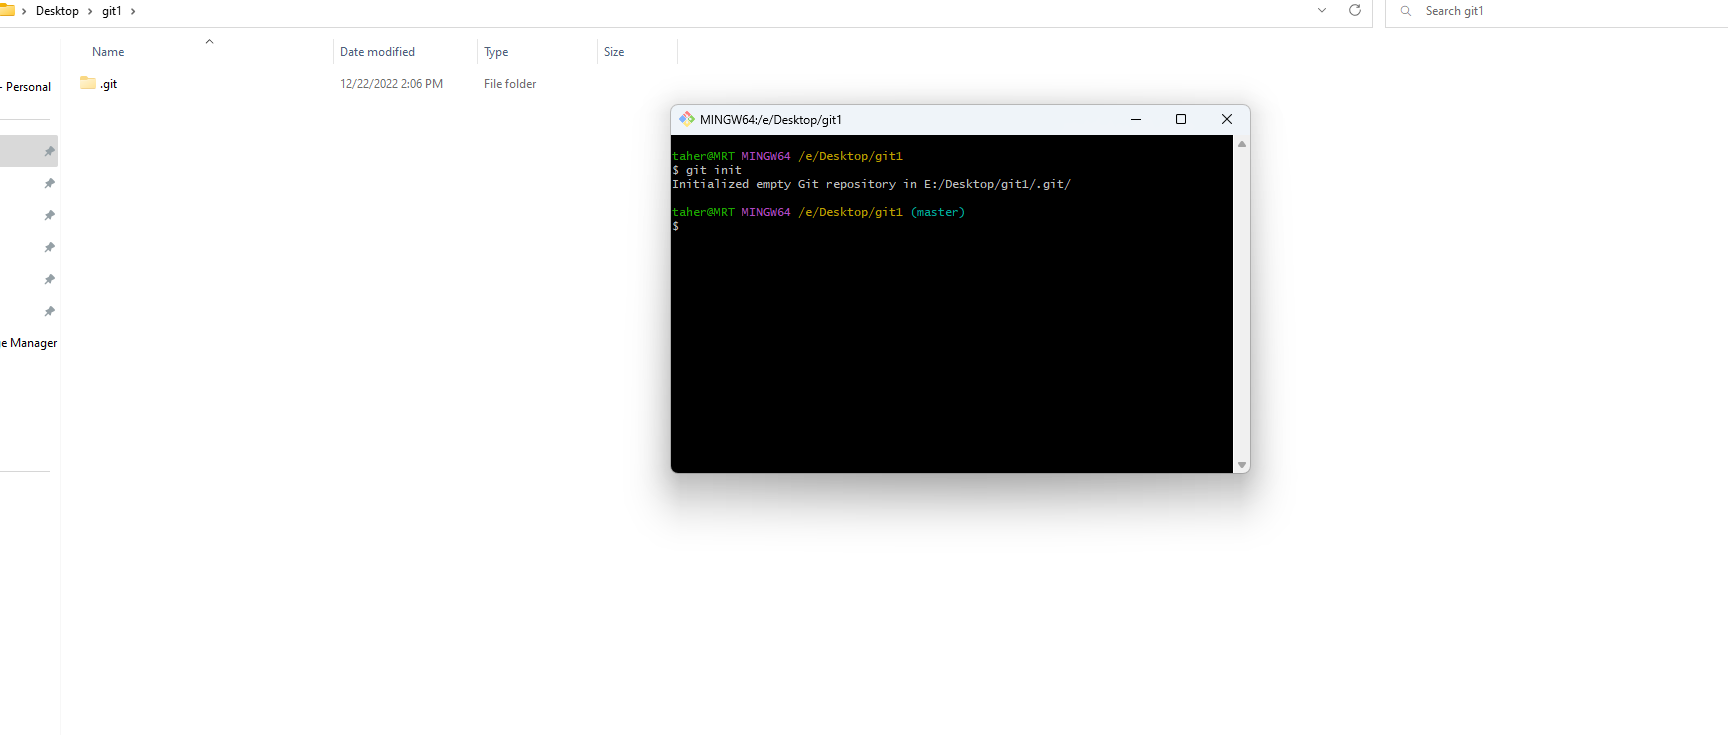 Desktop > git1 >
Search git1
Name Date modified Type Size
- Personal
.git 12/22/2022 2:06 PM File folder
MINGW64:/e/Desktop/git1
taher@MRT MINGW64 /e/Desktop/git1
$ git init
Initialized empty Git repository in E:/Desktop/git1/.git/
taher@MRT MINGW64 /e/Desktop/git1 (master)
$
e Manager